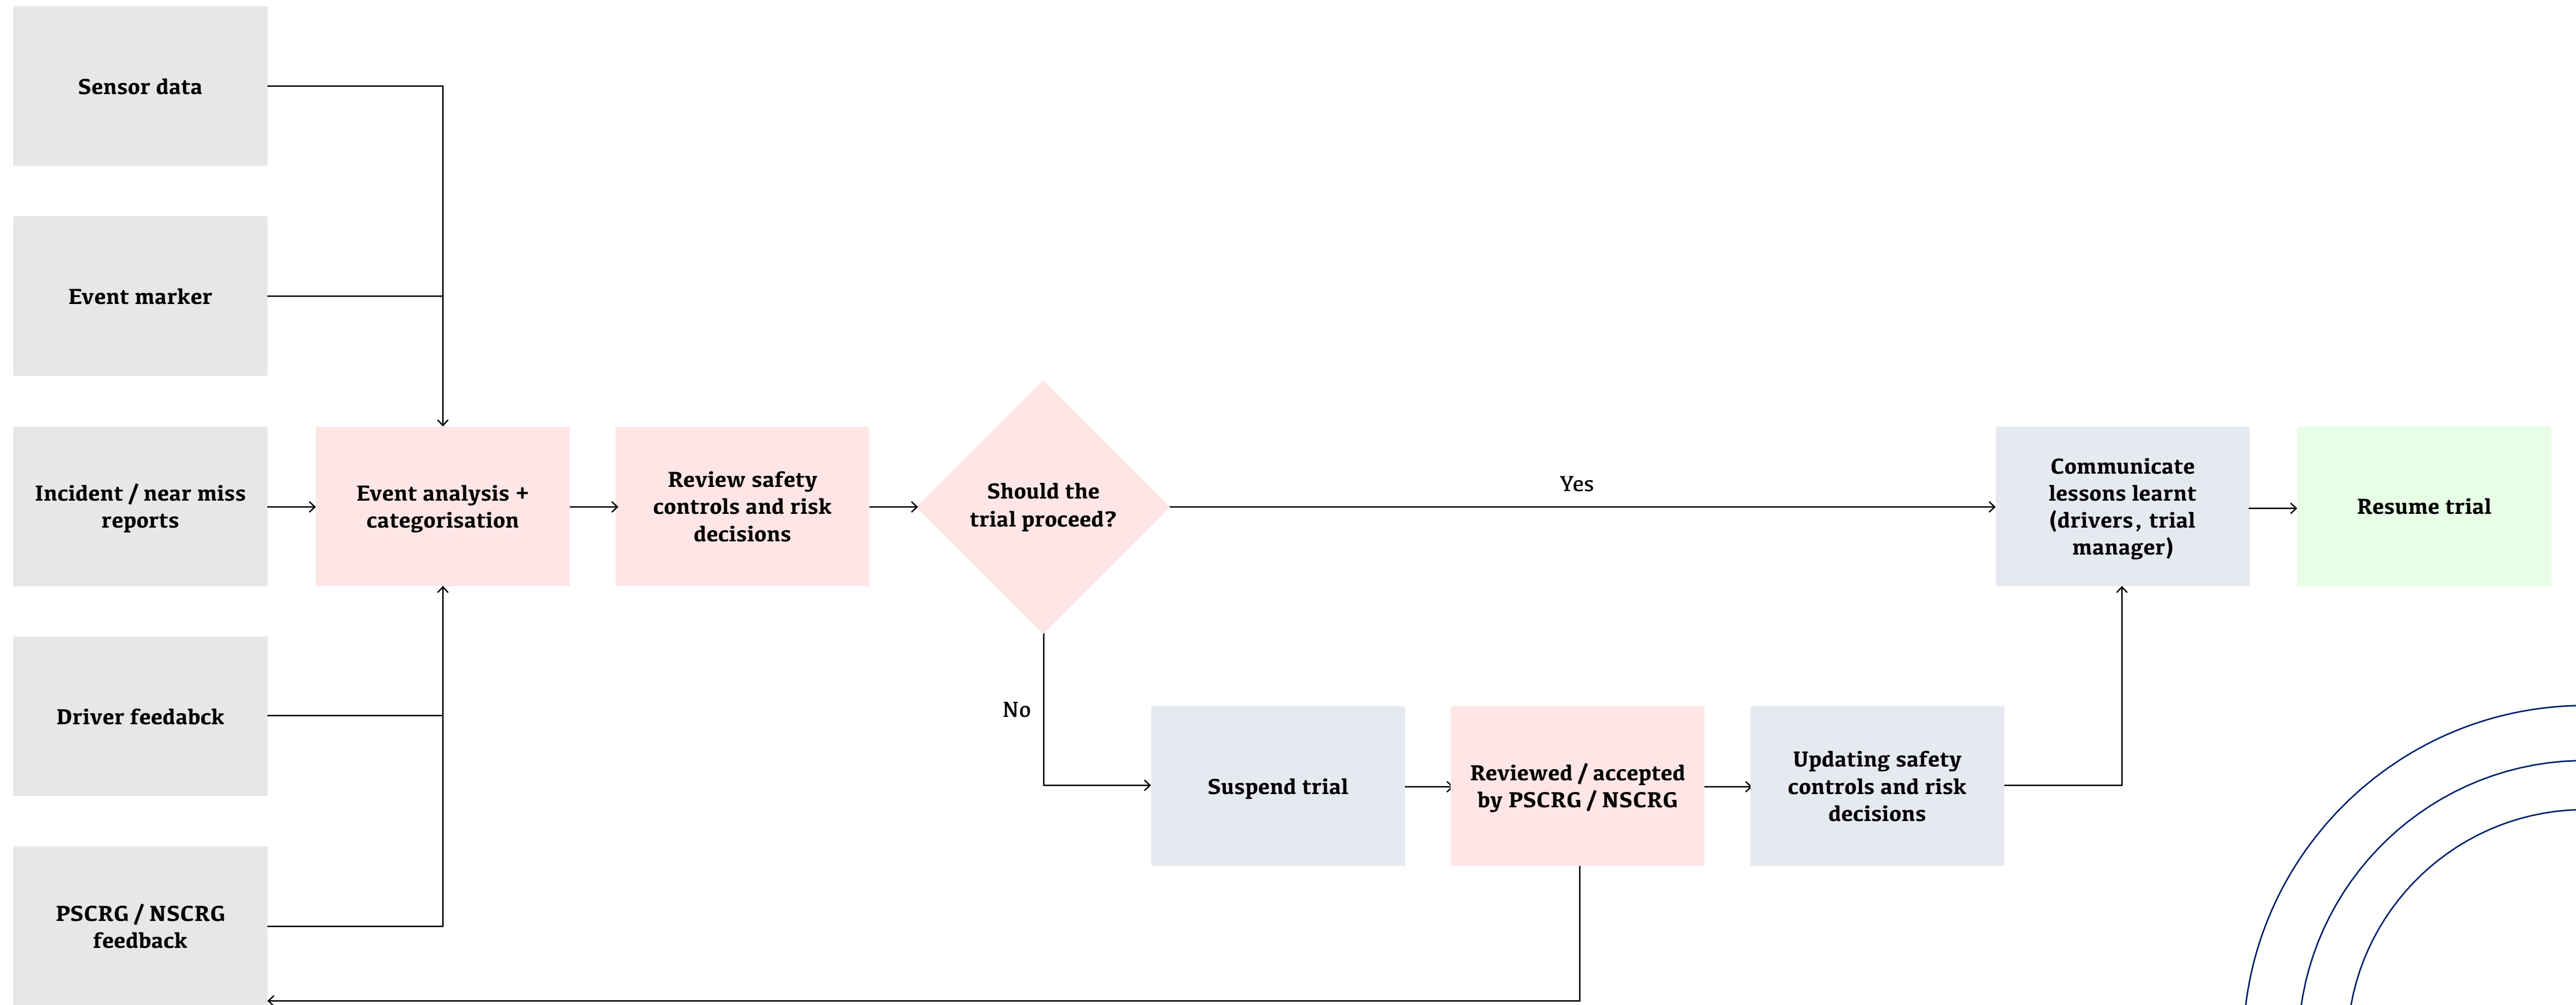 Sensor data
Event marker
Incident / near miss
reports
Driver feedabck
PSCRG / NSCRG
feedback
Event analysis +
categorisation
Review safety
controls and risk
decisions
Should the
trial proceed?
Yes
No
Suspend trial
Reviewed / accepted
by PSCRG / NSCRG
Updating safety
controls and risk
decisions
Communicate
lessons learnt
(drivers, trial
manager)
Resume trial